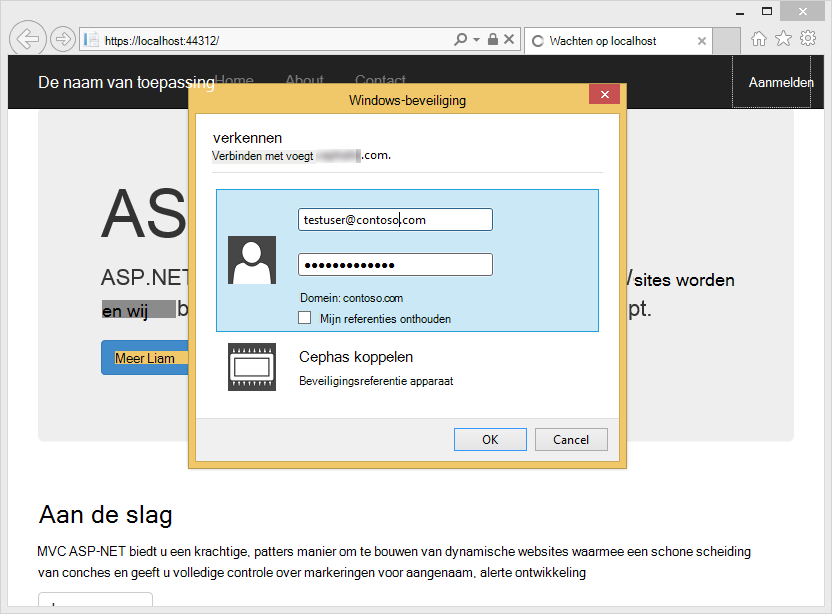 https://localhost:44312/
Wachten op localhost
De naam van toepassing Home About Contact
Aanmelden
Windows-beveiliging
verkennen
Verbinden met voegt .com.
testuser@contoso.com
Domein: contoso.com
Mijn referenties onthouden
Cephas koppelen
Beveiligingsreferentie apparaat
OK Cancel
AS
ASP.NET /sites worden
en wij b pt.
Meer Liam
Aan de slag
MVC ASP-NET biedt u een krachtige, patters manier om te bouwen van dynamische websites waarmee een schone scheiding
van conches en geeft u volledige controle over markeringen voor aangenaam, alerte ontwikkeling